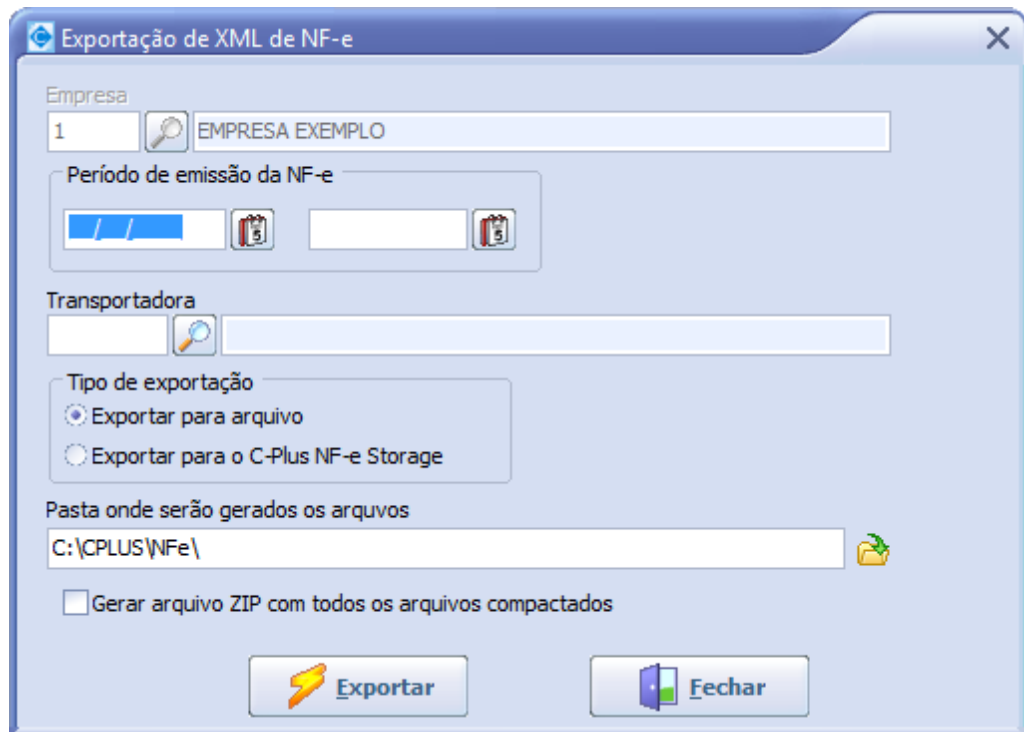 Exportação de XML de NF-e
Empresa
1 EMPRESA EXEMPLO
Período de emissão da NF-e
__/__/____
Transportadora
Tipo de exportação
Exportar para arquivo
Exportar para o C-Plus NF-e Storage
Pasta onde serão gerados os arquvos
C:\CPLUS\NFe\
Gerar arquivo ZIP com todos os arquivos compactados
Exportar Fechar